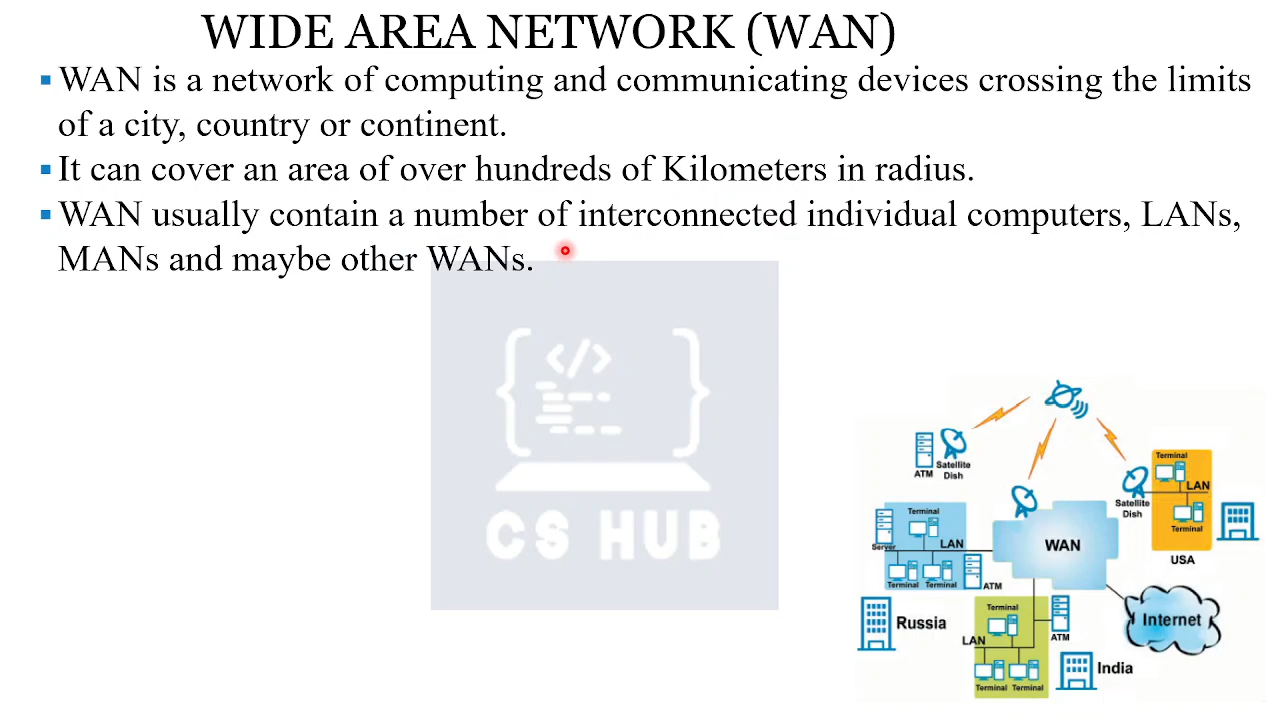 WIDE AREA NETWORK (WAN)
▪ WAN is a network of computing and communicating devices crossing the limits
of a city, country or continent.
▪ It can cover an area of over hundreds of Kilometers in radius.
▪ WAN usually contain a number of interconnected individual computers, LANs,
MANs and maybe other WANs.
{ </> }
CS HUB
ATM
Satellite
Dish
Terminal
LAN
Satellite
Dish
Terminal
USA
Terminal
Server
LAN
Terminal
Terminal
ATM
WAN
Internet
Russia
Terminal
LAN
ATM
Terminal
Terminal
India